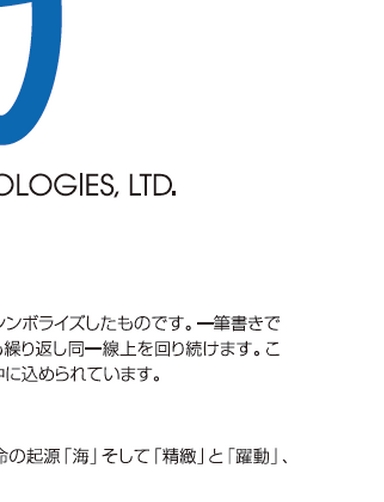 OLOGIES, LTD.
シンボライズしたものです。一筆書きで
繰り返し同一線上を回り続けます。こ
中に込められています。
命の起源「海」そして「精緻」と「躍動」、